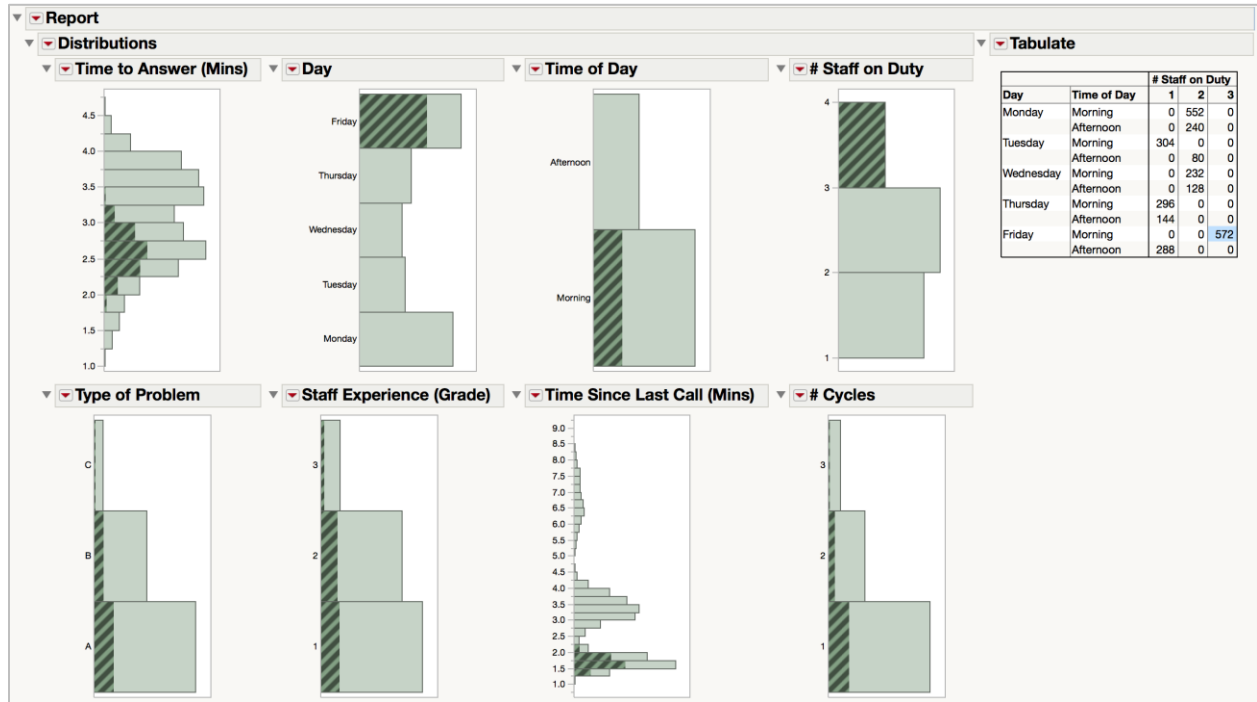 Report
Distributions
Tabulate
Time to Answer (Mins)
4.5
4.0
3.5
3.0
2.5
2.0
1.5
1.0
Day
Friday
Thursday
Wednesday
Tuesday
Monday
Time of Day
Afternoon
Morning
# Staff on Duty
4
3
2
1
# Staff on Duty
Day Time of Day 1 2 3
Monday Morning 0 552 0
Afternoon 0 240 0
Tuesday Morning 304 0 0
Afternoon 0 80 0
Wednesday Morning 0 232 0
Afternoon 0 128 0
Thursday Morning 296 0 0
Afternoon 144 0 0
Friday Morning 0 0 572
Afternoon 288 0 0
Type of Problem
C
B
A
Staff Experience (Grade)
3
2
1
Time Since Last Call (Mins)
9.0
8.5
8.0
7.5
7.0
6.5
6.0
5.5
5.0
4.5
4.0
3.5
3.0
2.5
2.0
1.5
1.0
# Cycles
3
2
1